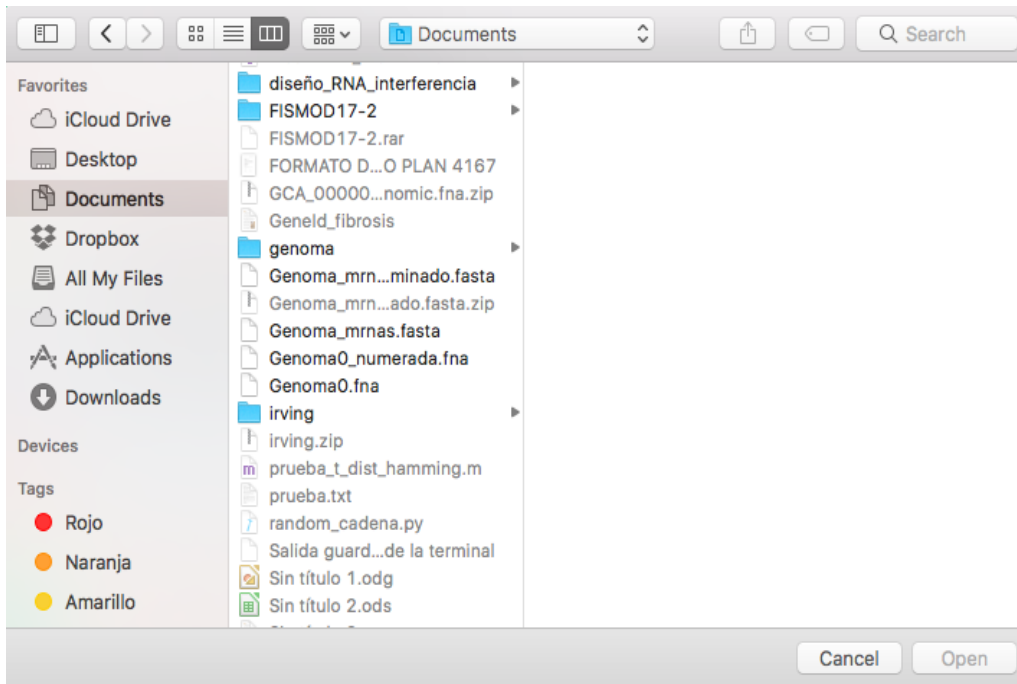 Documents
Search
Favorites
iCloud Drive
Desktop
Documents
Dropbox
All My Files
iCloud Drive
Applications
Downloads
Devices
Tags
Rojo
Naranja
Amarillo
diseño_RNA_interferencia
FISMOD17-2
FISMOD17-2.rar
FORMATO D...O PLAN 4167
GCA_00000...nomic.fna.zip
GeneId_fibrosis
genoma
Genoma_mrn...minado.fasta
Genoma_mrn...ado.fasta.zip
Genoma_mrnas.fasta
Genoma0_numerada.fna
Genoma0.fna
irving
irving.zip
prueba_t_dist_hamming.m
prueba.txt
random_cadena.py
Salida guard...de la terminal
Sin título 1.odg
Sin título 2.ods
Cancel
Open